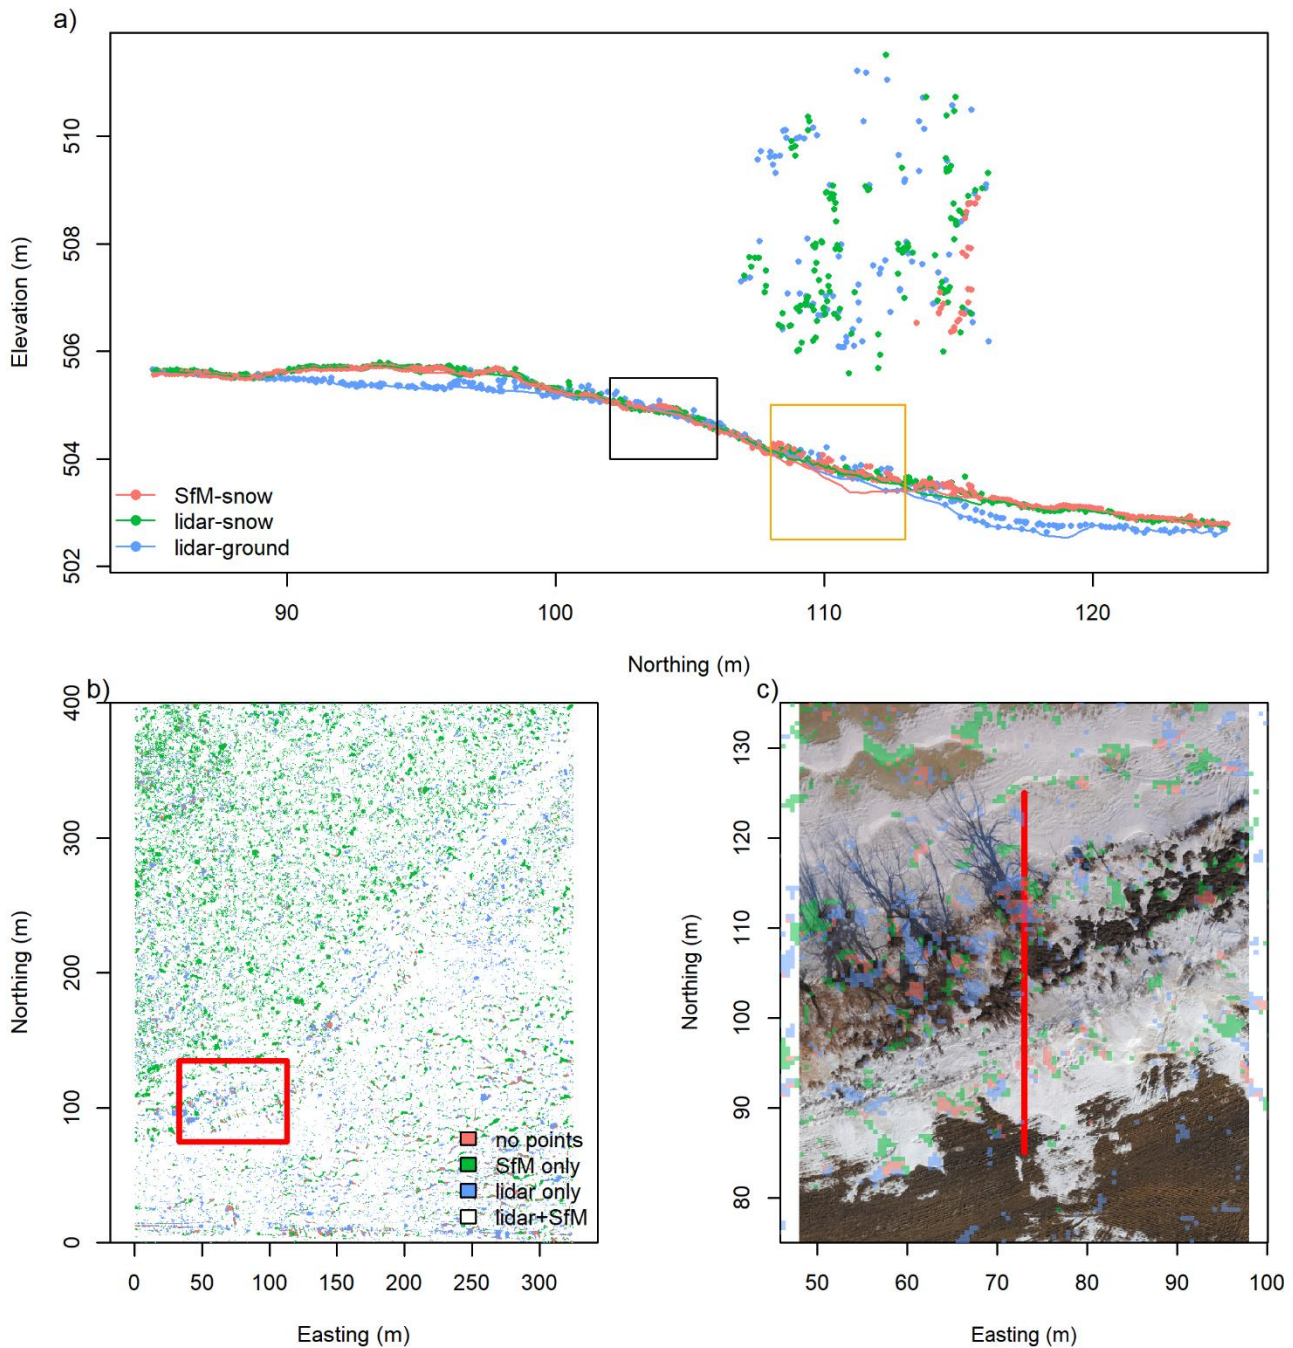 a)
Elevation (m)
510
508
506
504
502
SfM-snow
lidar-snow
lidar-ground
90
100
110
120
Northing (m)
b)
Northing (m)
400
300
200
100
0
no points
SfM only
lidar only
lidar+SfM
0 50 100 150 200 250 300
Easting (m)
c)
Northing (m)
130
120
110
100
90
80
50 60 70 80 90 100
Easting (m)